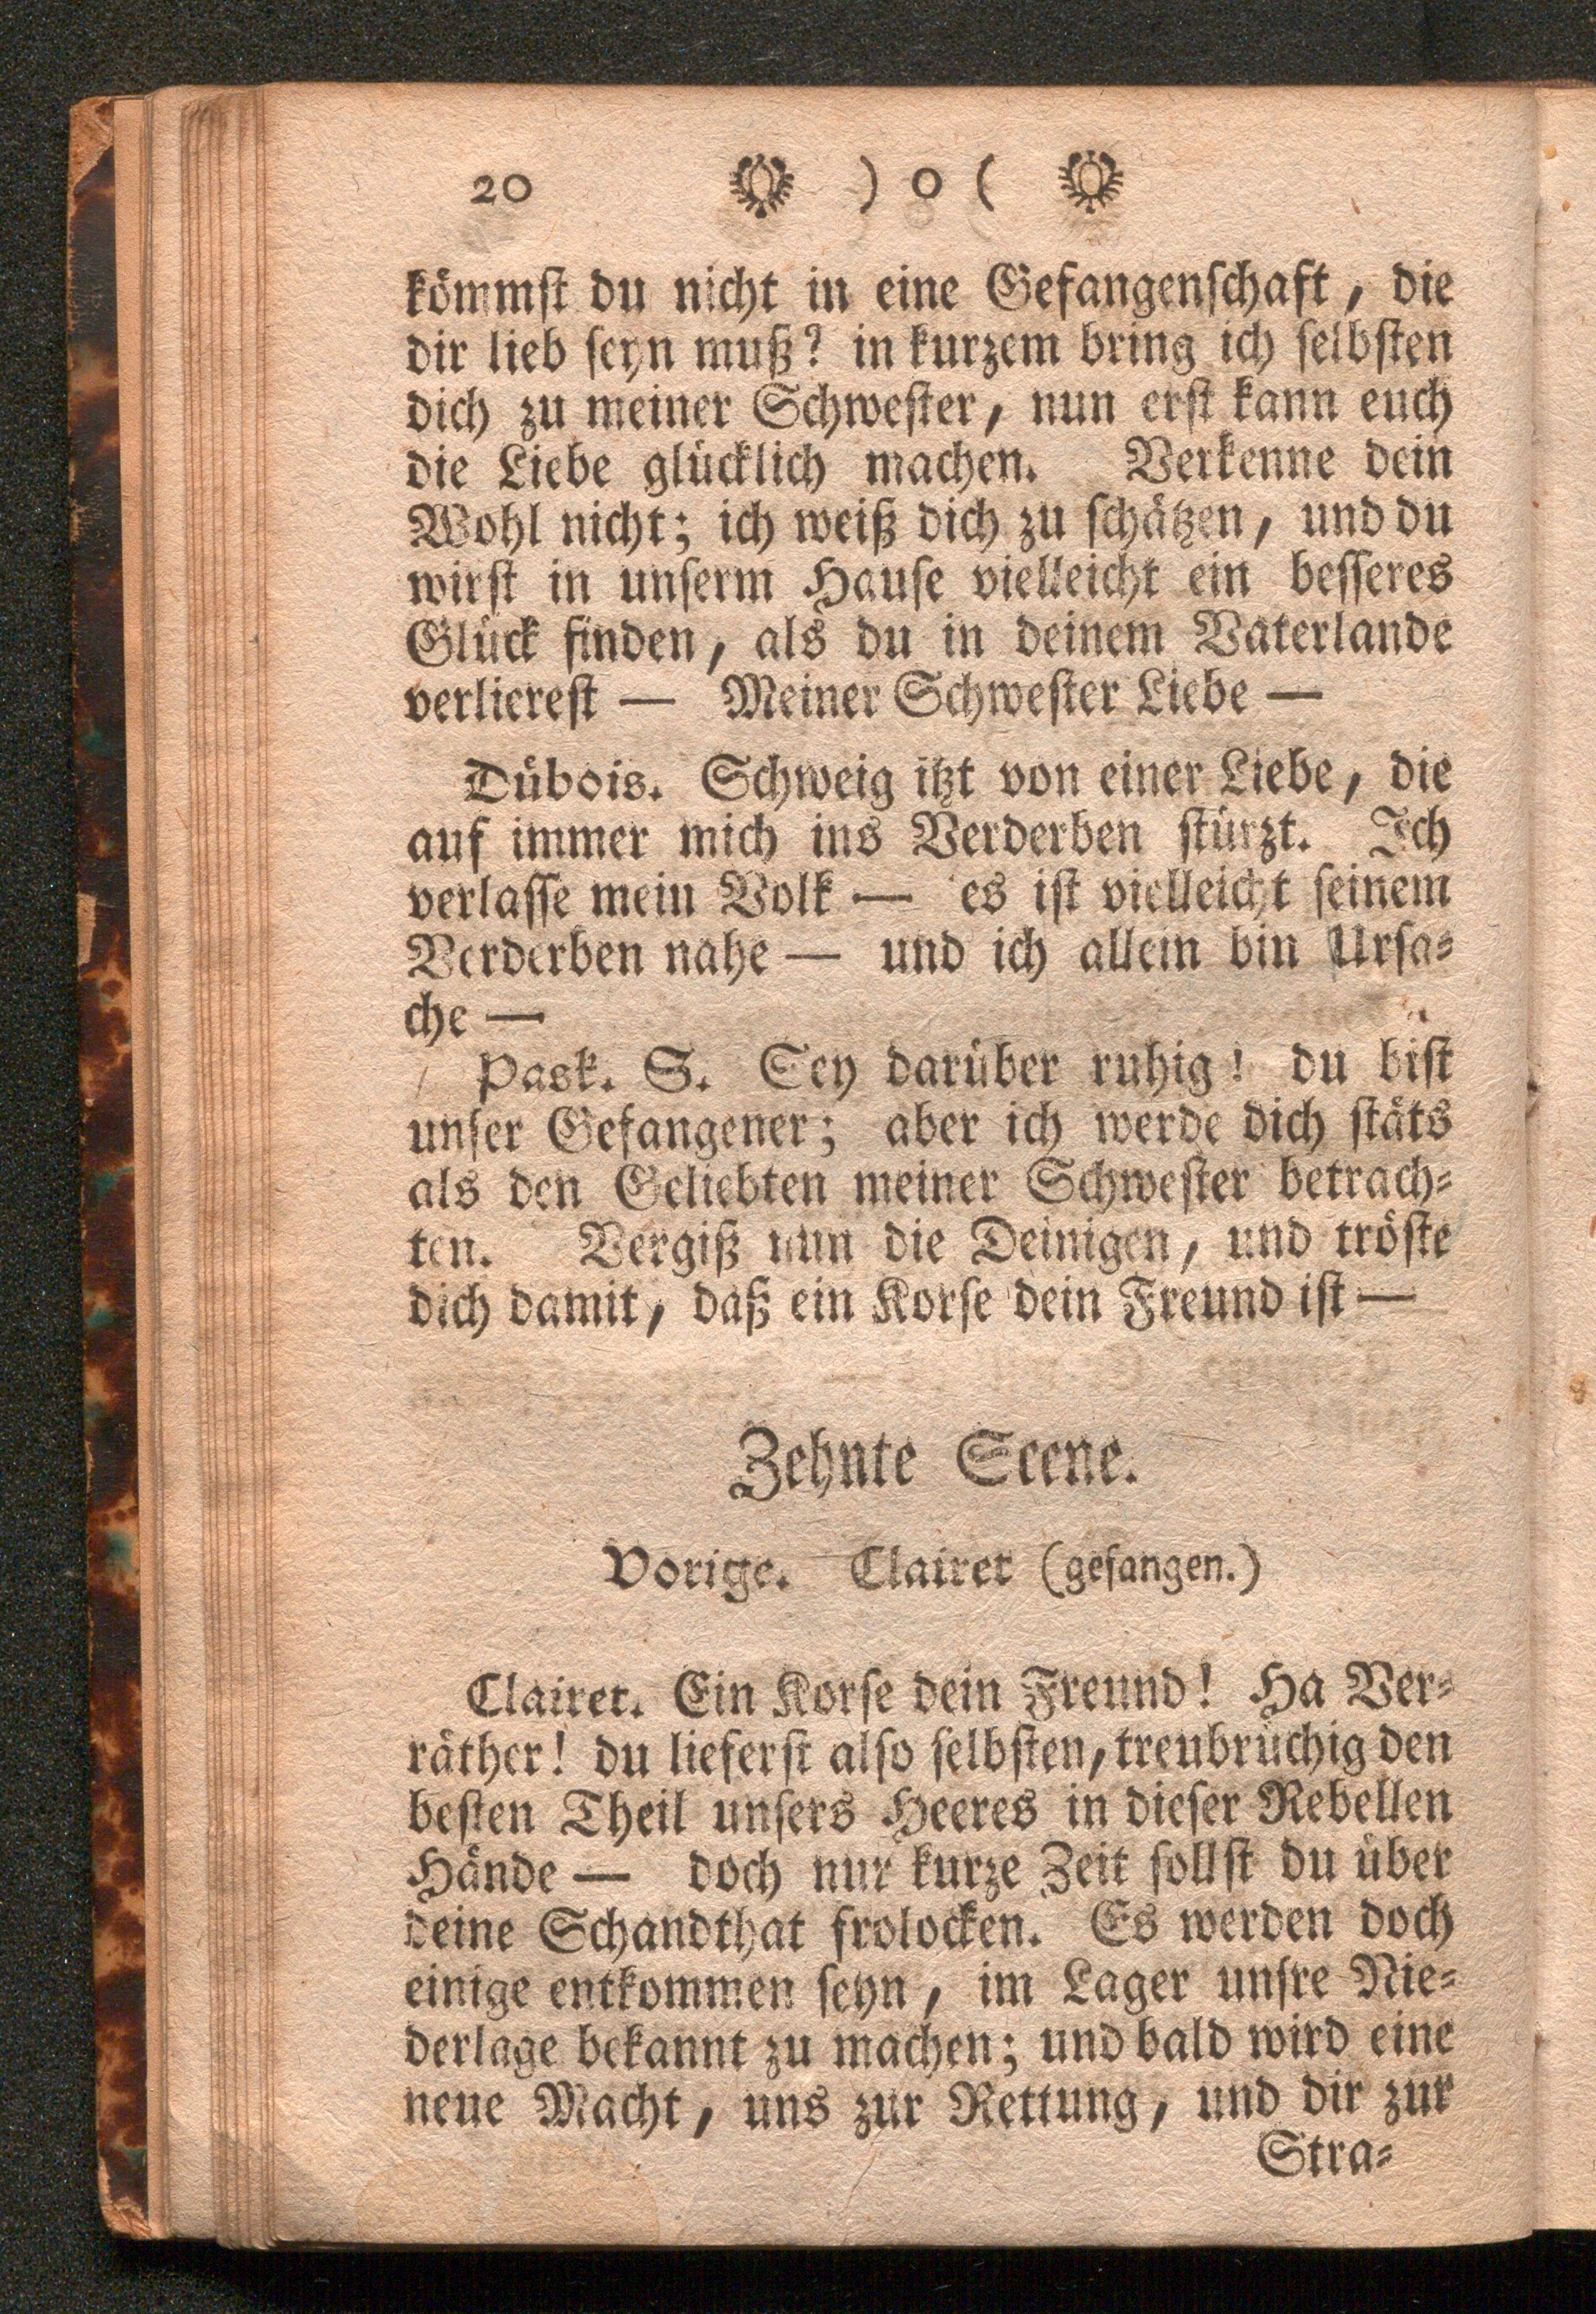 20 ) o (
kömmst du nicht in eine Gefangenschaft, die
dir lieb seyn muß? in kurzem bring ich selbsten
dich zu meiner Schwester, nun erst kann euch
die Liebe glücklich machen. Verkenne dein
Wohl nicht; ich weiß dich zu schätzen, und du
wirst in unserm Hause vielleicht ein besseres
Glück finden, als du in deinem Vaterlande
verlierest — Meiner Schwester Liebe —
Dübois. Schweig itzt von einer Liebe, die
auf immer mich ins Verderben stürzt. Ich
verlasse mein Volk — es ist vielleicht seinem
Verderben nahe — und ich allein bin Ursa-
che —
Pask. S. Sey darüber ruhig! du bist
unser Gefangener; aber ich werde dich stäts
als den Geliebten meiner Schwester betrach-
ten. Vergiß nun die Deinigen, und tröste
dich damit, daß ein Korse dein Freund ist —
Zehnte Scene.
Vorige. Clairet (gefangen.)
Clairet. Ein Korse dein Freund! Ha Ver-
räther! du lieferst also selbsten, treubrüchig den
besten Theil unsers Heeres in dieser Rebellen
Hände — doch nur kurze Zeit sollst du über
deine Schandthat frolocken. Es werden doch
einige entkommen seyn, im Lager unsre Nie-
derlage bekannt zu machen; und bald wird eine
neue Macht, uns zur Rettung, und dir zur
Stra-